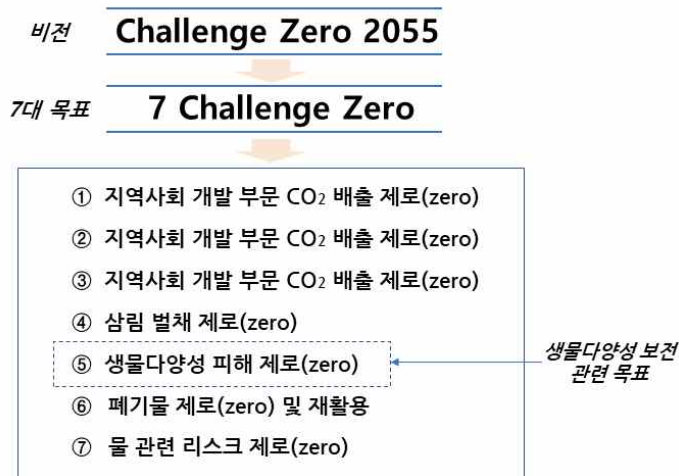 비전
Challenge Zero 2055
7대 목표
7 Challenge Zero
① 지역사회 개발 부문 CO2 배출 제로(zero)
② 지역사회 개발 부문 CO2 배출 제로(zero)
③ 지역사회 개발 부문 CO2 배출 제로(zero)
④ 삼림 벌채 제로(zero)
⑤ 생물다양성 피해 제로(zero)
생물다양성 보전
관련 목표
⑥ 폐기물 제로(zero) 및 재활용
⑦ 물 관련 리스크 제로(zero)